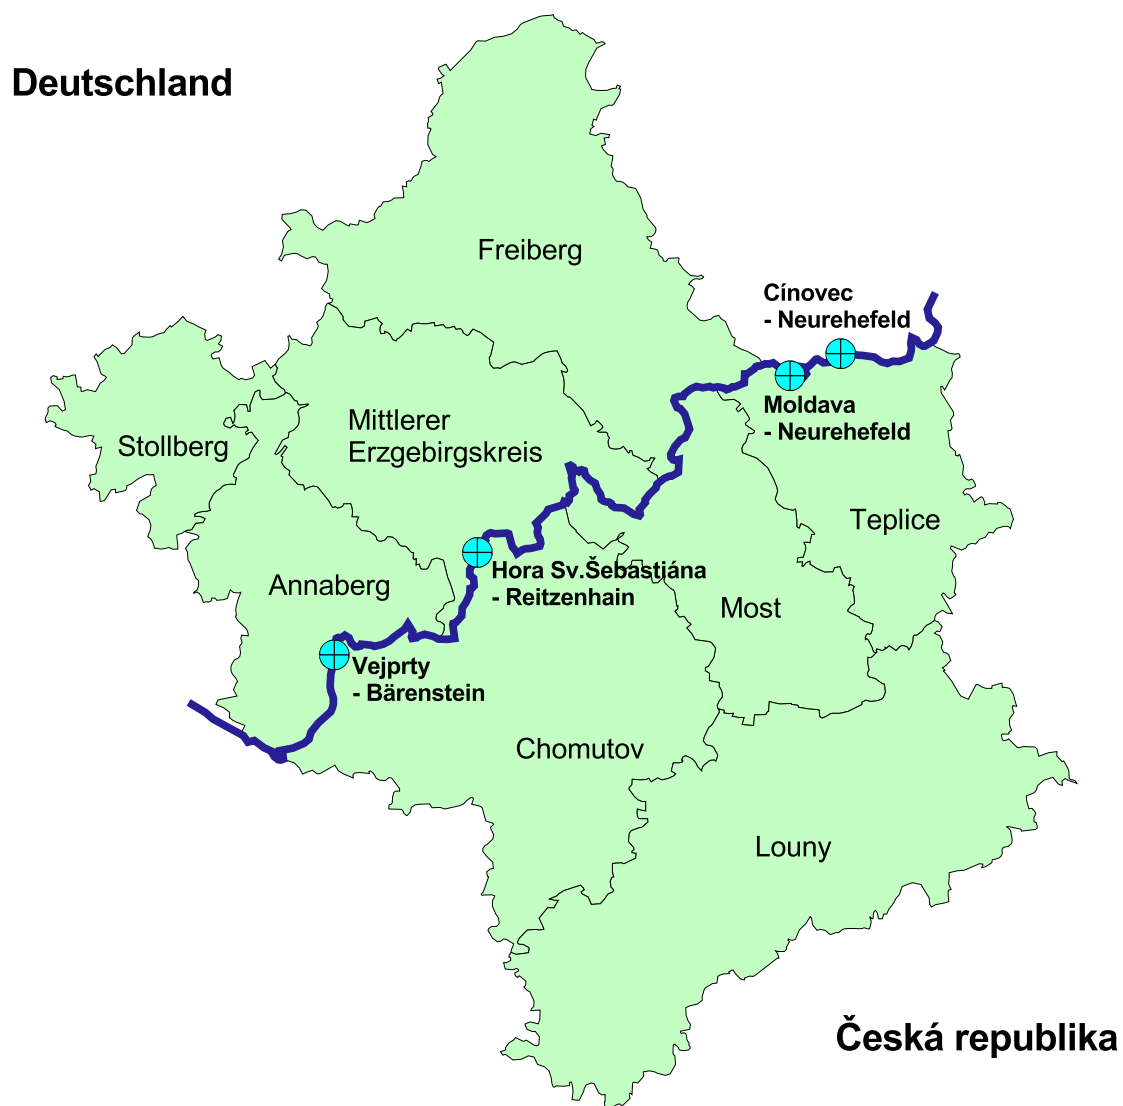 Deutschland
Freiberg
Cínovec
- Neurehefeld
Moldava
- Neurehefeld
Mittlerer
Erzgebirgskreis
Stollberg
Teplice
Annaberg
Hora Sv.Šebastiána
- Reitzenhain
Most
Vejprty
- Bärenstein
Chomutov
Louny
Česká republika